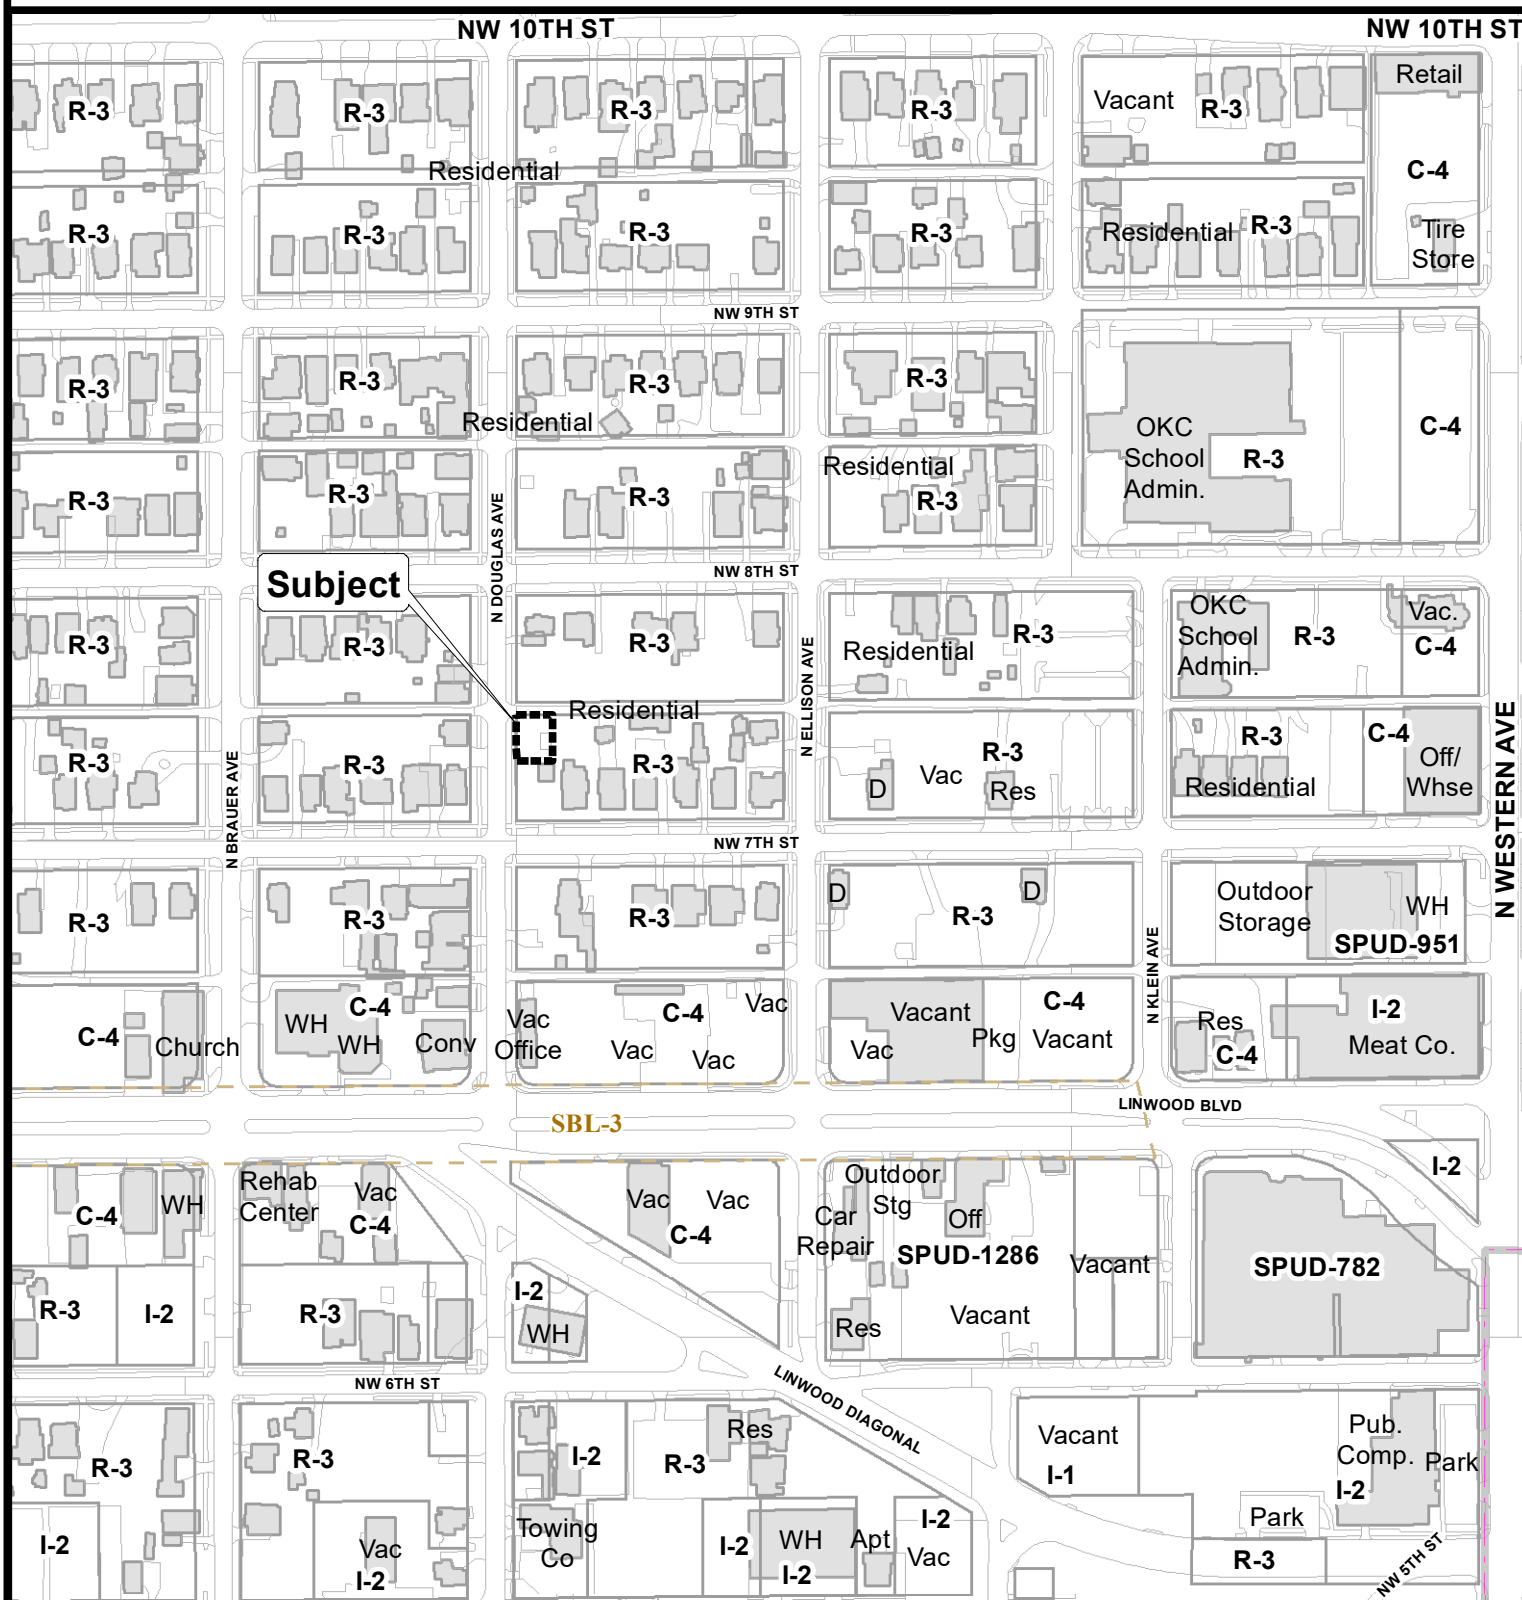 NW 10TH ST
NW 10TH ST
Retail
Vacant
R-3
R-3
R-3
R-3
R-3
Residential
C-4
R-3
R-3
R-3
R-3
Residential
R-3
Tire
Store
NW 9TH ST
R-3
R-3
R-3
R-3
Residential
OKC
School
Admin.
R-3
C-4
Residential
R-3
R-3
R-3
R-3
N DOUGLAS AVE
NW 8TH ST
Subject
R-3
R-3
R-3
Residential
R-3
OKC
School
Admin.
R-3
Vac.
C-4
N ELLISON AVE
Residential
R-3
R-3
R-3
R-3
Vac
D
Res
R-3
Residential
C-4
Off/
Whse
N WESTERN AVE
N BRAUER AVE
NW 7TH ST
R-3
R-3
R-3
D
R-3
D
Outdoor
Storage
WH
SPUD-951
N KLEIN AVE
C-4
Church
WH
C-4
WH
Conv
Vac
Office
C-4
Vac
Vac
Vac
Vacant
Vac
Pkg
C-4
Vacant
Res
C-4
I-2
Meat Co.
LINWOOD BLVD
SBL-3
I-2
C-4
WH
Rehab
Center
Vac
C-4
Vac
Vac
C-4
Outdoor
Stg
Car
Repair
Off
SPUD-1286
Vacant
SPUD-782
R-3
I-2
R-3
I-2
WH
Res
Vacant
NW 6TH ST
LINWOOD DIAGONAL
R-3
R-3
I-2
R-3
Res
Vacant
I-1
Pub.
Comp.
I-2
Park
I-2
Vac
I-2
Towing
Co
I-2
WH
I-2
Apt
I-2
Vac
Park
R-3
NW 5TH ST